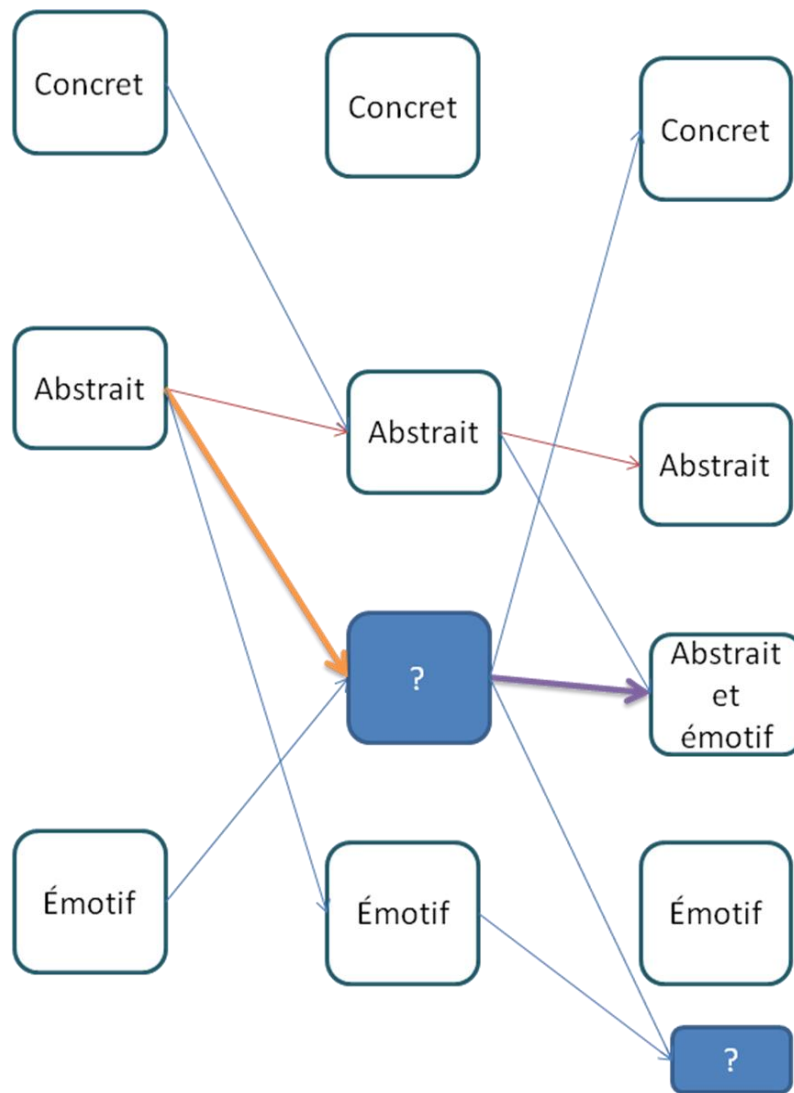 Concret
Concret
Concret
Abstrait
Abstrait
Abstrait
?
Abstrait
et
émotif
Émotif
Émotif
Émotif
?